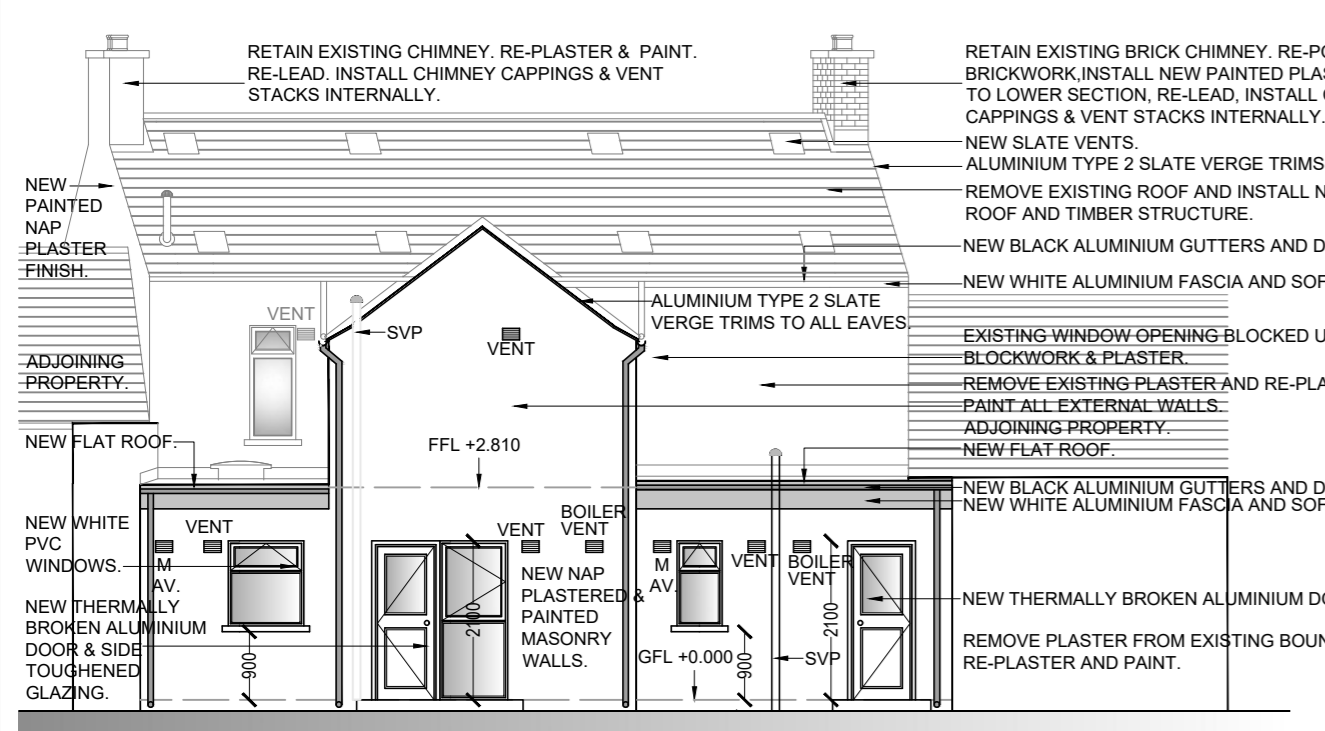 RETAIN EXISTING CHIMNEY. RE-PLASTER & PAINT.
RE-LEAD. INSTALL CHIMNEY CAPPINGS & VENT
STACKS INTERNALLY.
RETAIN EXISTING BRICK CHIMNEY. RE-PO
BRICKWORK,INSTALL NEW PAINTED PLAS
TO LOWER SECTION, RE-LEAD, INSTALL C
CAPPINGS & VENT STACKS INTERNALLY.
NEW SLATE VENTS.
ALUMINIUM TYPE 2 SLATE VERGE TRIMS
REMOVE EXISTING ROOF AND INSTALL N
ROOF AND TIMBER STRUCTURE.
NEW BLACK ALUMINIUM GUTTERS AND D
NEW WHITE ALUMINIUM FASCIA AND SOF
EXISTING WINDOW OPENING BLOCKED U
BLOCKWORK & PLASTER.
REMOVE EXISTING PLASTER AND RE-PLA
PAINT ALL EXTERNAL WALLS.
ADJOINING PROPERTY.
NEW FLAT ROOF.
NEW BLACK ALUMINIUM GUTTERS AND D
NEW WHITE ALUMINIUM FASCIA AND SOF
NEW THERMALLY BROKEN ALUMINIUM DO
REMOVE PLASTER FROM EXISTING BOUN
RE-PLASTER AND PAINT.
NEW
PAINTED
NAP
PLASTER
FINISH.
ADJOINING
PROPERTY.
NEW FLAT ROOF.
NEW WHITE
PVC
WINDOWS.
NEW THERMALLY
BROKEN ALUMINIUM
DOOR & SIDE
TOUGHENED
GLAZING.
VENT
SVP
VENT
ALUMINIUM TYPE 2 SLATE
VERGE TRIMS TO ALL EAVES.
FFL +2.810
VENT
M
AV.
900
VENT
BOILER
VENT
2100
NEW NAP
PLASTERED &
PAINTED
MASONRY
WALLS.
M
AV.
VENT
BOILER
VENT
GFL +0.000
900
SVP
2100